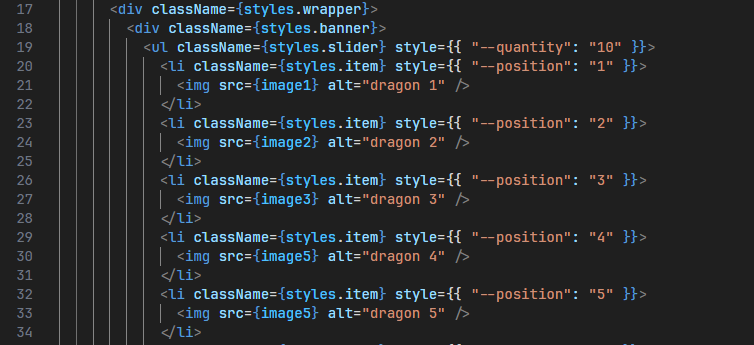 17 <div className={styles.wrapper}>
18 <div className={styles.banner}>
19 <ul className={styles.slider} style={{ "--quantity": "10" }}>
20 <li className={styles.item} style={{ "--position": "1" }}>
21 <img src={image1} alt="dragon 1" />
22 </li>
23 <li className={styles.item} style={{ "--position": "2" }}>
24 <img src={image2} alt="dragon 2" />
25 </li>
26 <li className={styles.item} style={{ "--position": "3" }}>
27 <img src={image3} alt="dragon 3" />
28 </li>
29 <li className={styles.item} style={{ "--position": "4" }}>
30 <img src={image5} alt="dragon 4" />
31 </li>
32 <li className={styles.item} style={{ "--position": "5" }}>
33 <img src={image5} alt="dragon 5" />
34 </li>